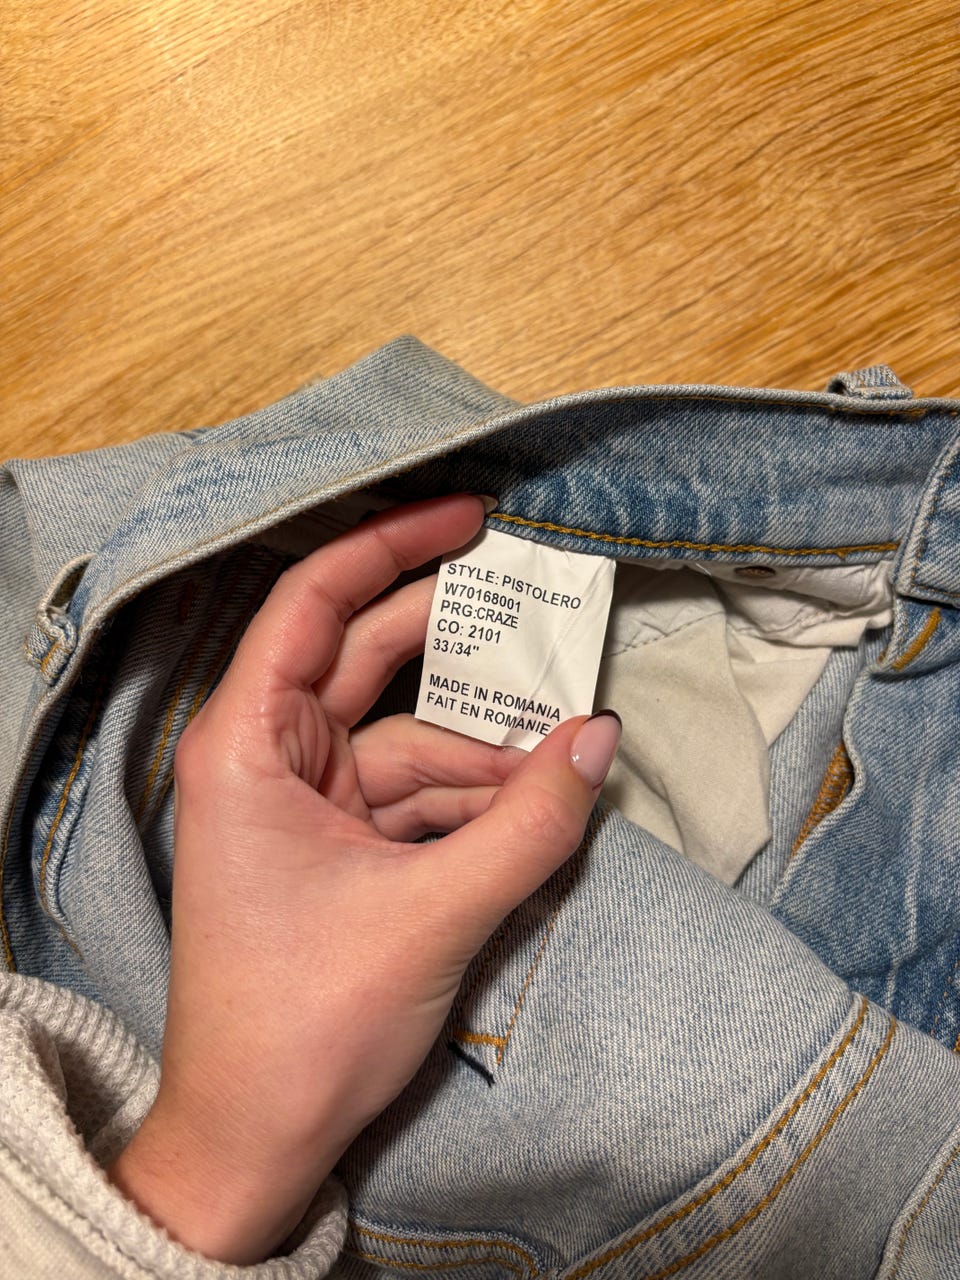 STYLE: PISTOLERO
W70168001
PRG:CRAZE
CO: 2101
33/34"
MADE IN ROMANIA
FAIT EN ROMANIE